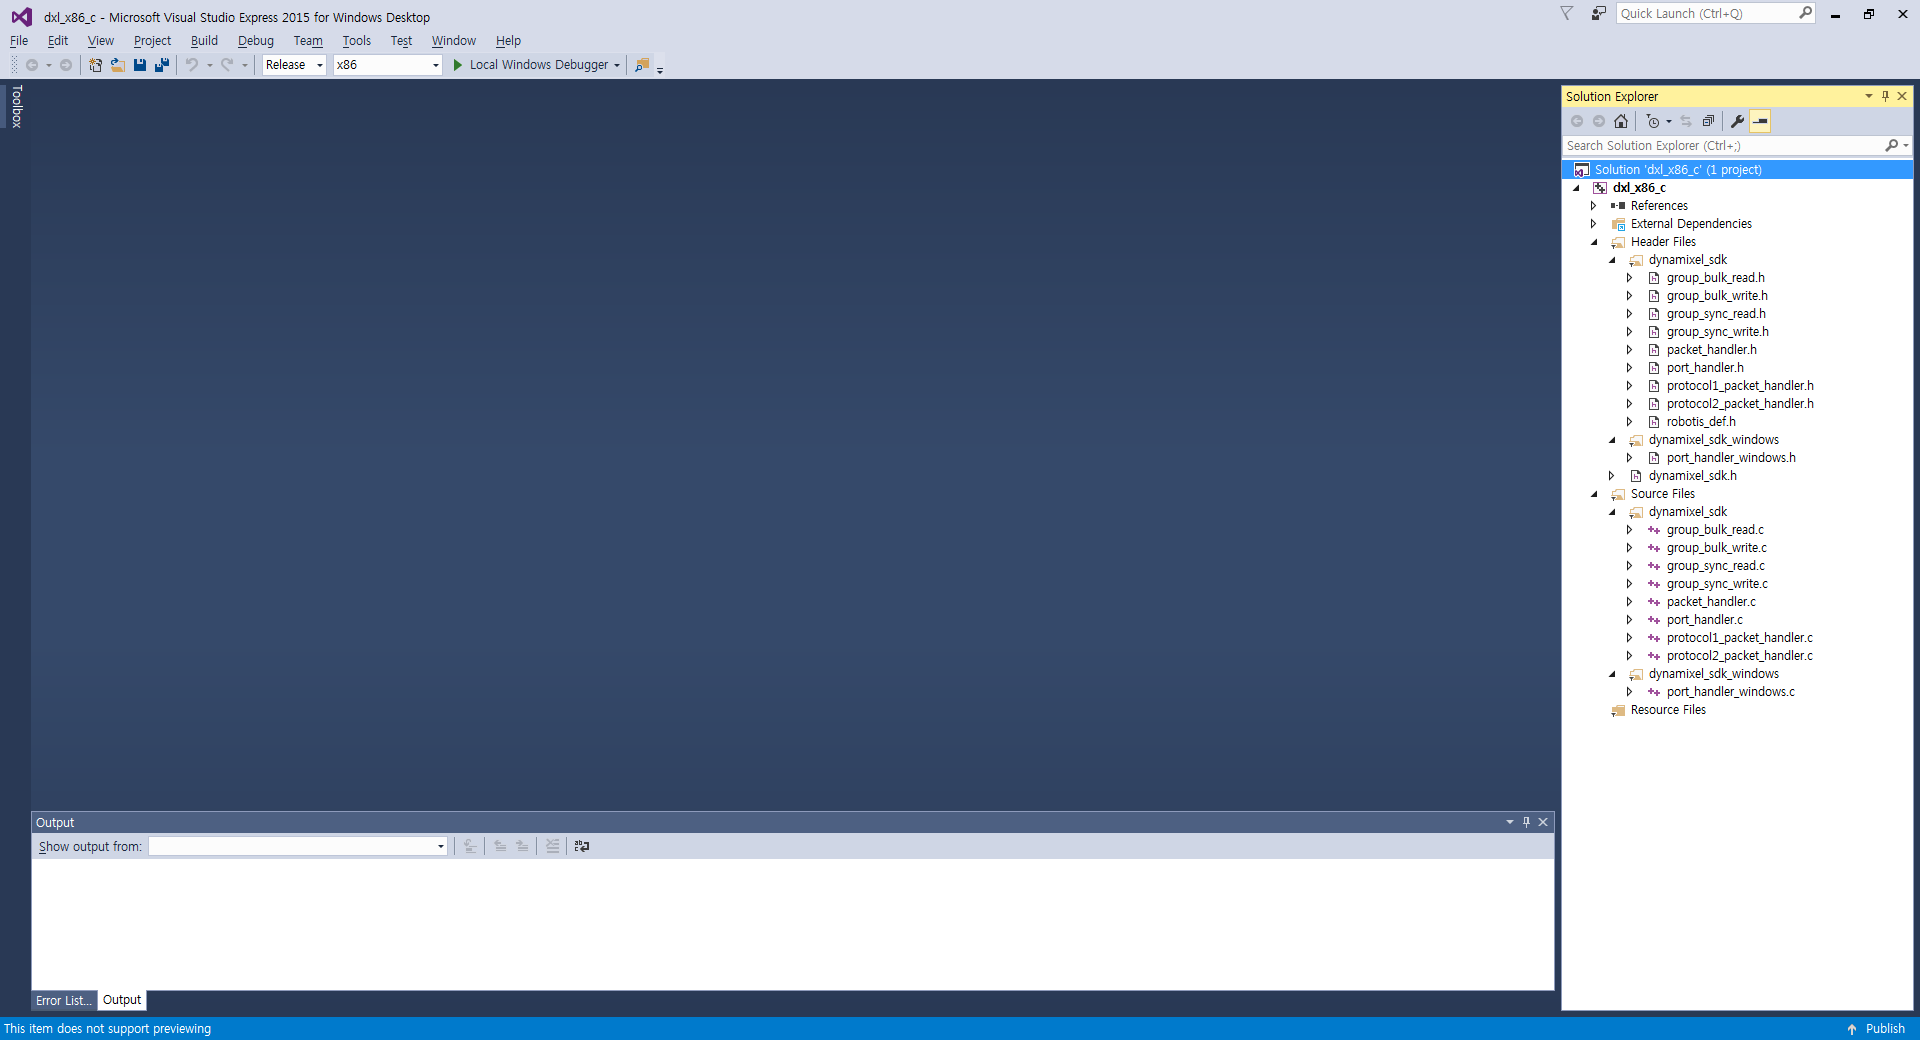 dxl_x86_c - Microsoft Visual Studio Express 2015 for Windows Desktop
Quick Launch (Ctrl+Q)
File Edit View Project Build Debug Team Tools Test Window Help
Release x86 Local Windows Debugger
Toolbox
Solution Explorer
Search Solution Explorer (Ctrl+;)
Solution 'dxl_x86_c' (1 project)
dxl_x86_c
References
External Dependencies
Header Files
dynamixel_sdk
group_bulk_read.h
group_bulk_write.h
group_sync_read.h
group_sync_write.h
packet_handler.h
port_handler.h
protocol1_packet_handler.h
protocol2_packet_handler.h
robotis_def.h
dynamixel_sdk_windows
port_handler_windows.h
dynamixel_sdk.h
Source Files
dynamixel_sdk
group_bulk_read.c
group_bulk_write.c
group_sync_read.c
group_sync_write.c
packet_handler.c
port_handler.c
protocol1_packet_handler.c
protocol2_packet_handler.c
dynamixel_sdk_windows
port_handler_windows.c
Resource Files
Output
Show output from:
Error List... Output
This item does not support previewing
Publish